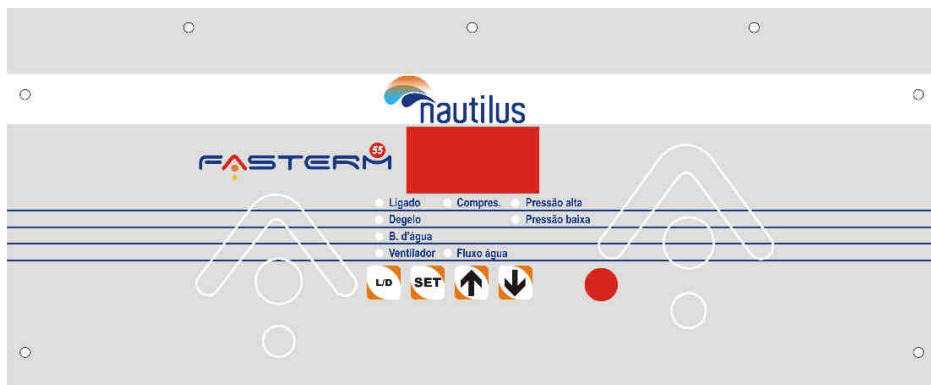 nautilus
FASTERM 55
Ligado Compres. Pressão alta
Degelo Pressão baixa
B. d'água
Ventilador Fluxo água
L/D SET